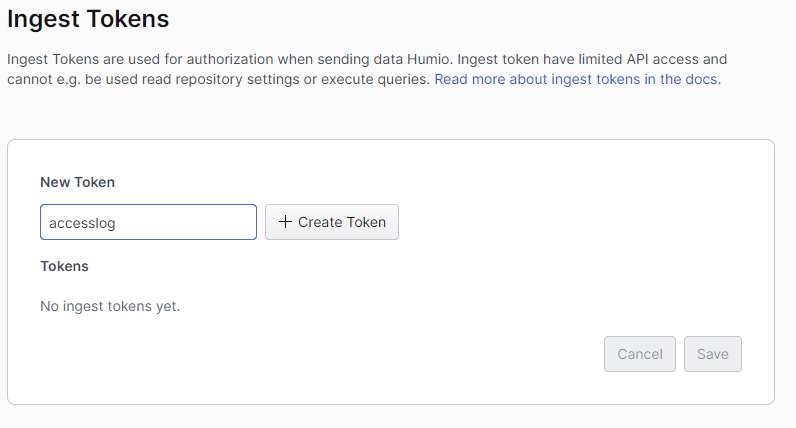 Ingest Tokens
Ingest Tokens are used for authorization when sending data Humio. Ingest token have limited API access and
cannot e.g. be used read repository settings or execute queries. Read more about ingest tokens in the docs.
New Token
accesslog
+ Create Token
Tokens
No ingest tokens yet.
Cancel
Save